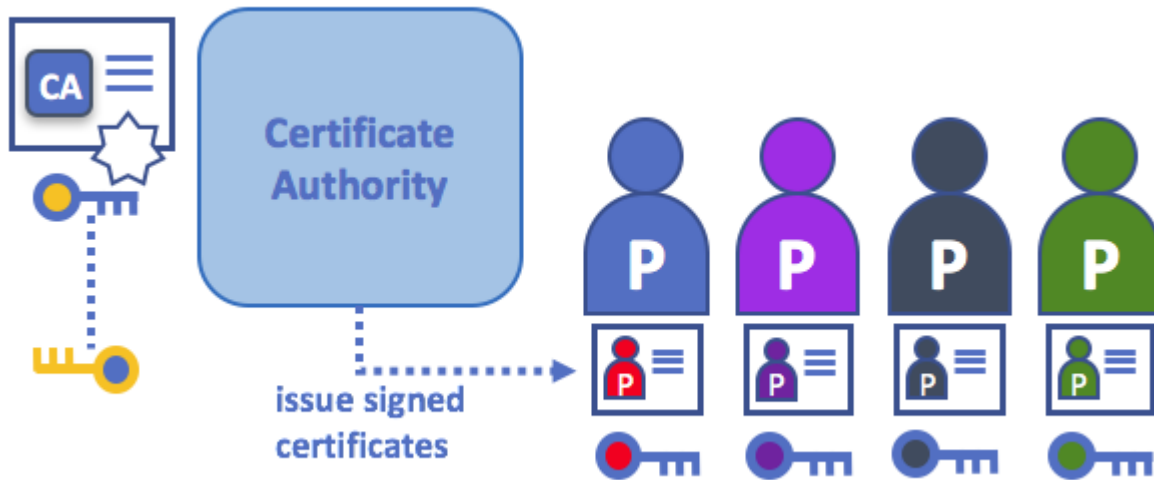 CA
Certificate
Authority
P P P P
issue signed
certificates
P P P P